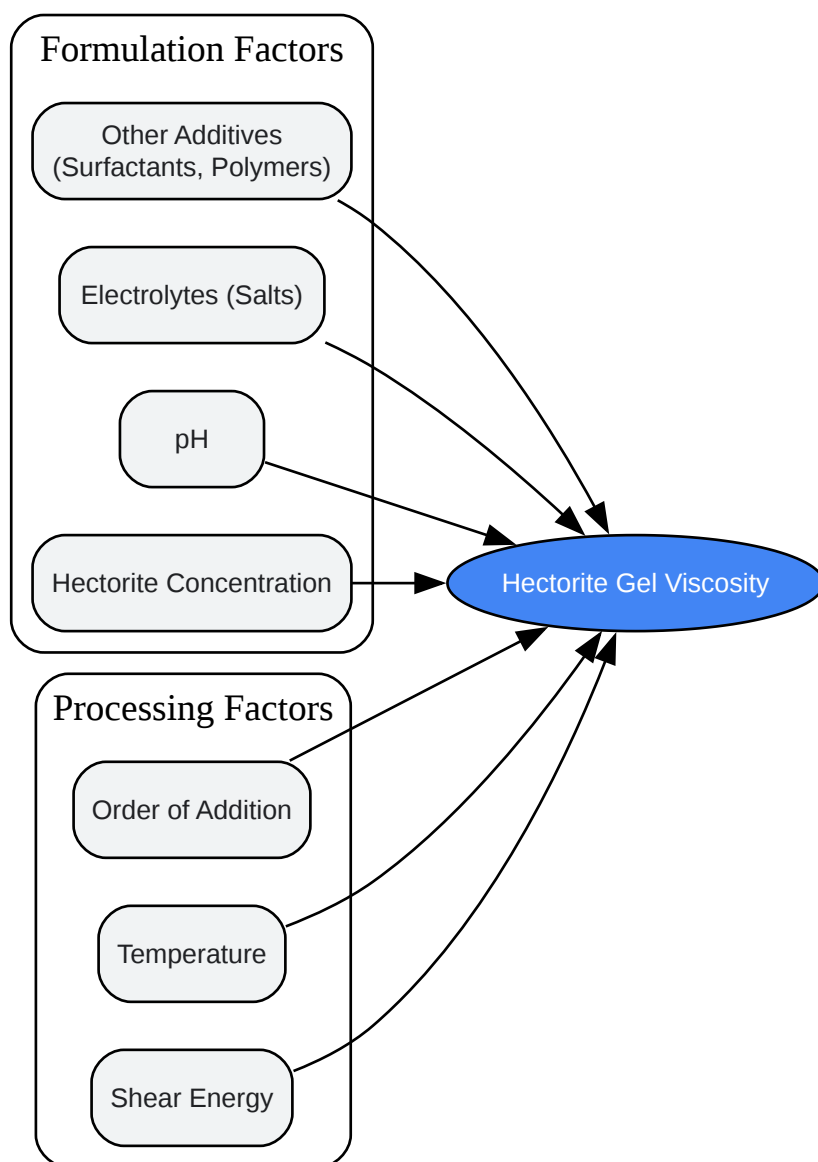 Formulation Factors
Other Additives
(Surfactants, Polymers)
Electrolytes (Salts)
pH
Hectorite Concentration
Hectorite Gel Viscosity
Processing Factors
Order of Addition
Temperature
Shear Energy